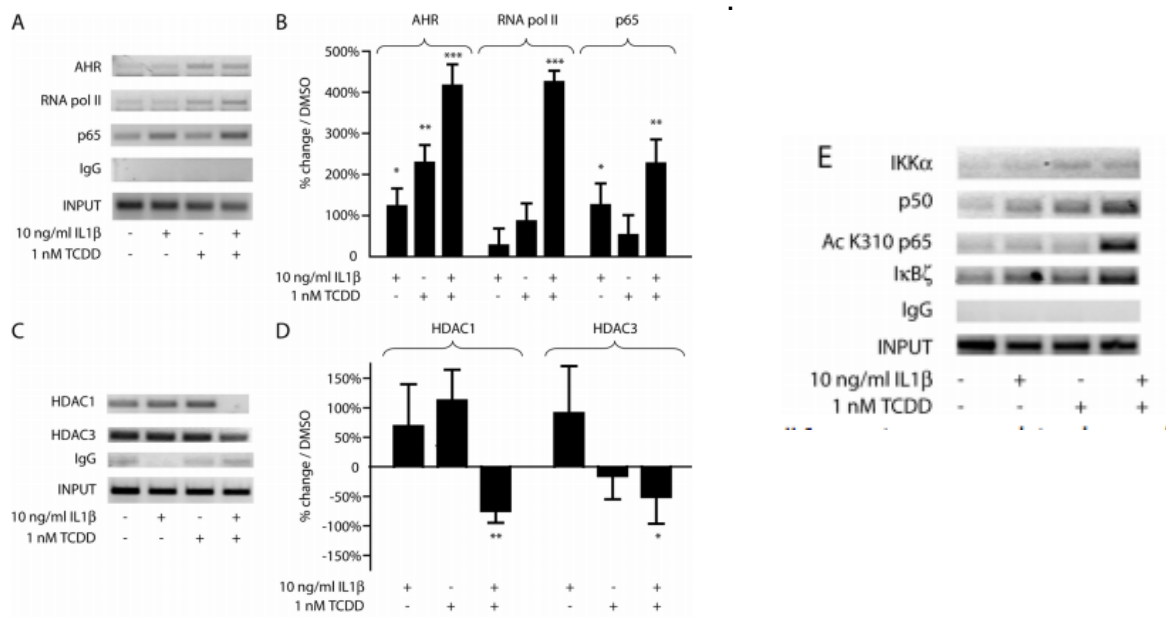 A
AHR
RNA pol II
p65
IgG
INPUT
10 ng/ml IL1β - + - +
1 nM TCDD - - + +
B
AHR RNA pol II p65
% change / DMSO
500%
400%
300%
200%
100%
0
* ** *** *** * **
10 ng/ml IL1β + - + + - + + - +
1 nM TCDD - + + - + + - + +
C
HDAC1
HDAC3
IgG
INPUT
10 ng/ml IL1β - + - +
1 nM TCDD - - + +
D
HDAC1 HDAC3
% change / DMSO
150%
100%
50%
0
-50%
-100%
-150%
** *
10 ng/ml IL1β + - + + - +
1 nM TCDD - + + - + +
E
IKKα
p50
Ac K310 p65
IκBζ
IgG
INPUT
10 ng/ml IL1β - + - +
1 nM TCDD - - + +